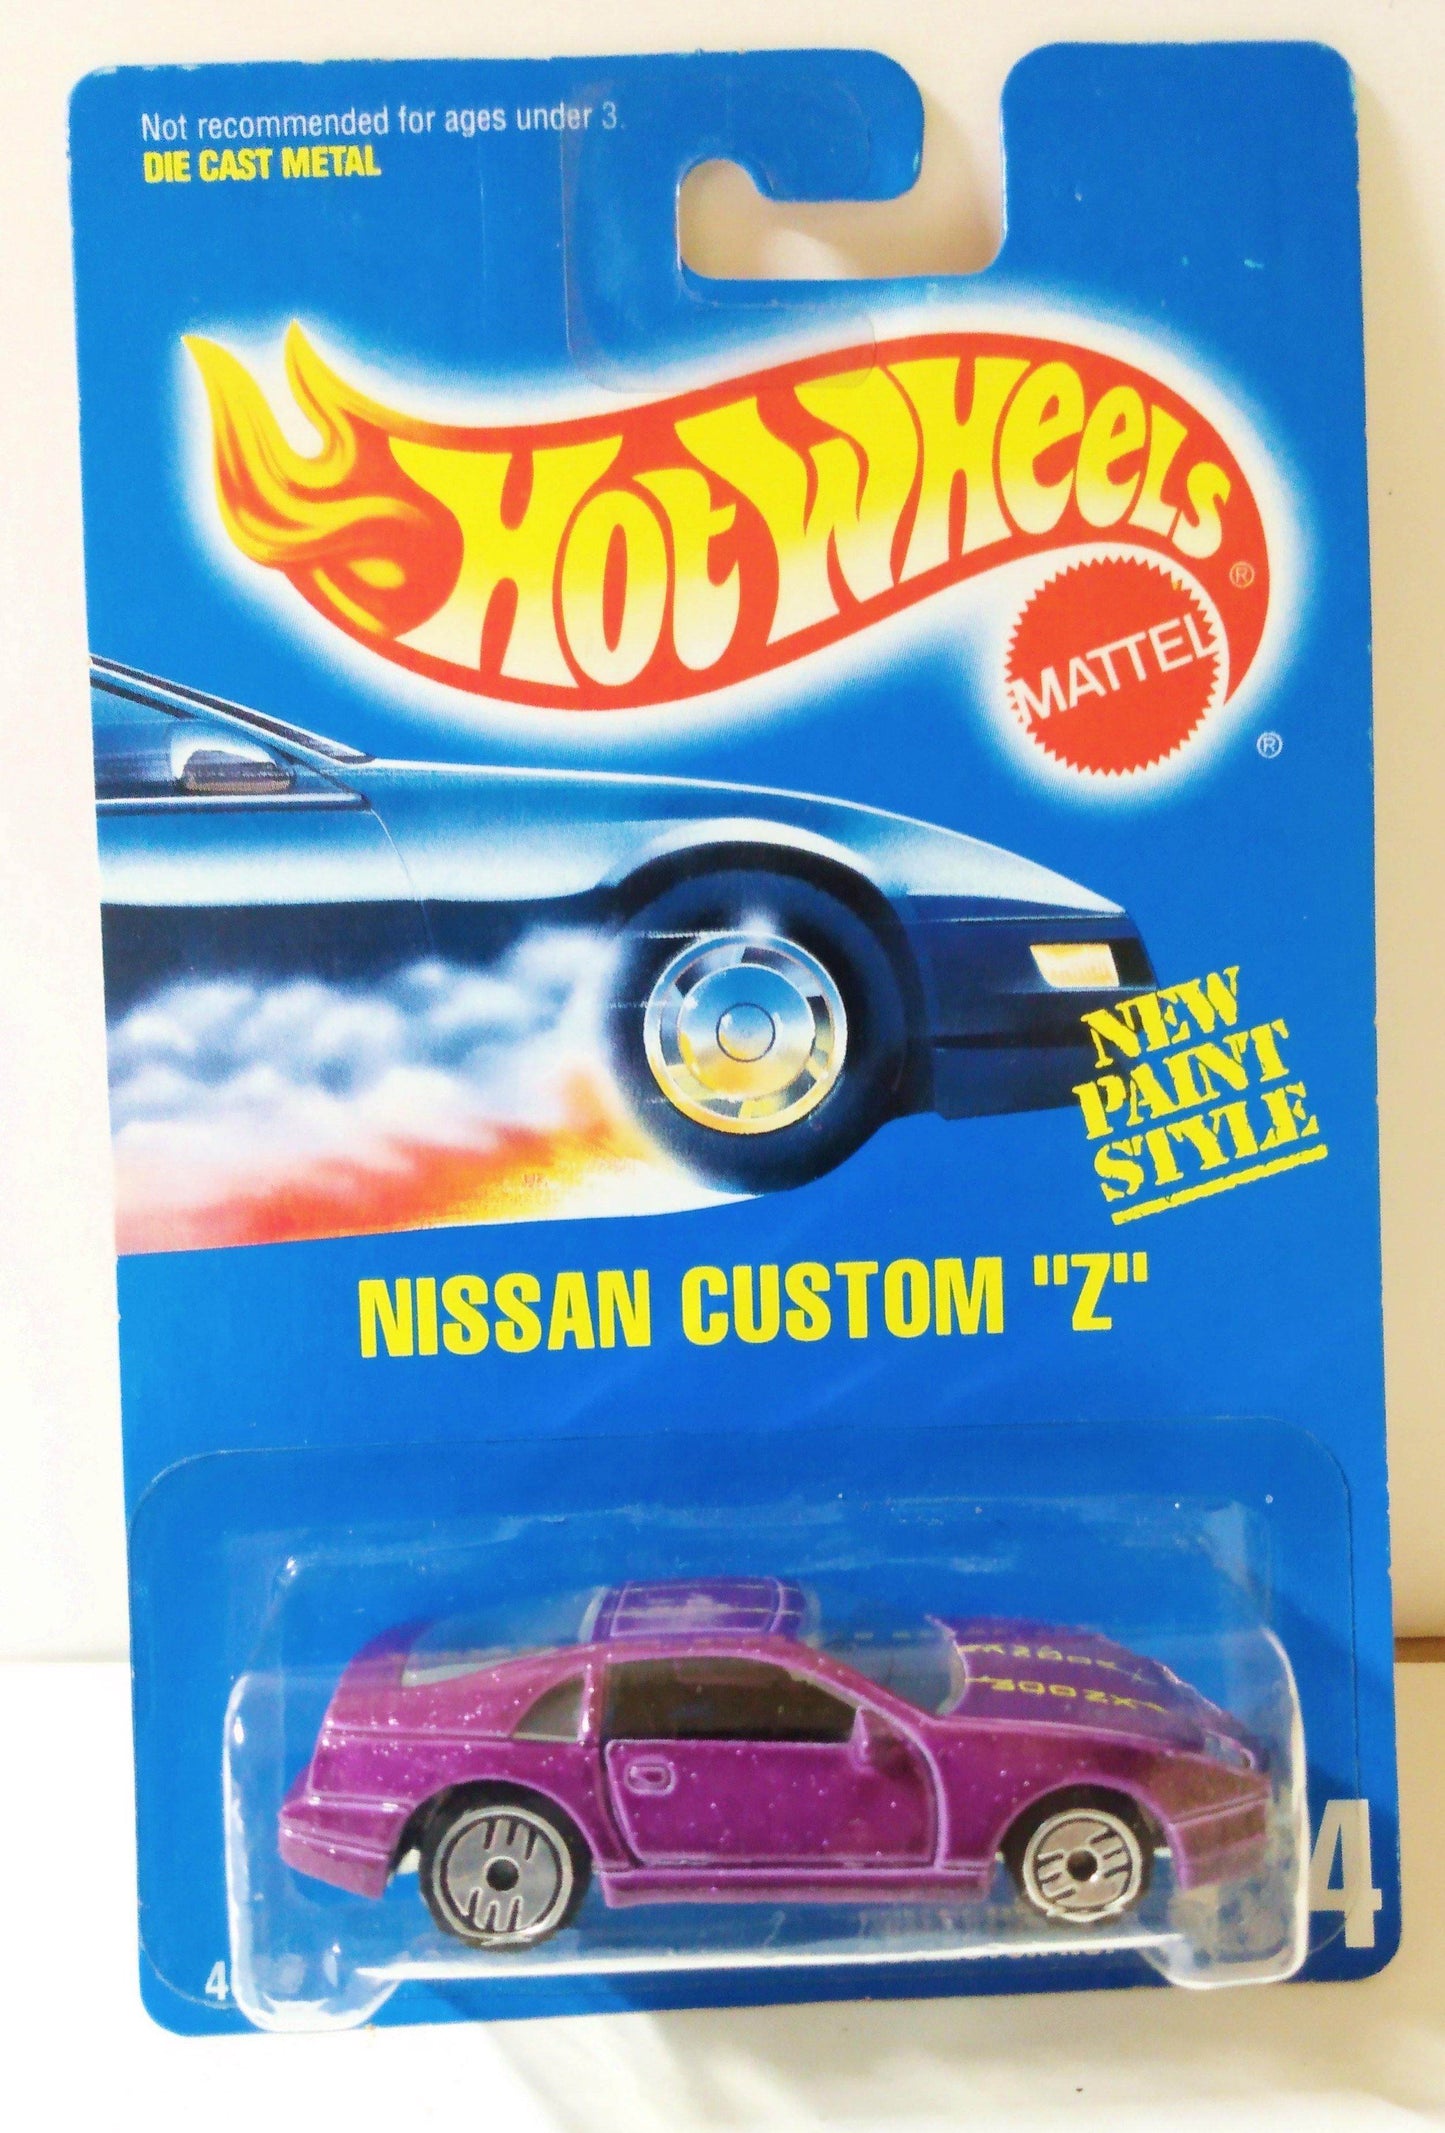 Not recommended for ages under 3.
DIE CAST METAL
HOT WHEELS ®
MATTEL
®
NEW
PAINT
STYLE
NISSAN CUSTOM "Z"
300ZX
4
4